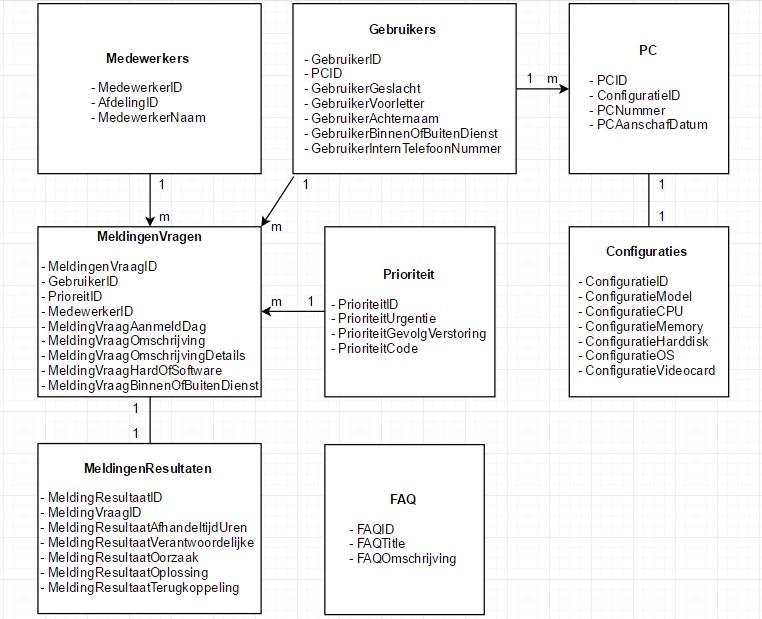 Medewerkers
- MedewerkerID
- AfdelingID
- MedewerkerNaam
Gebruikers
- GebruikerID
- PCID
- GebruikerGeslacht
- GebruikerVoorletter
- GebruikerAchternaam
- GebruikerBinnenOfBuitenDienst
- GebruikerInternTelefoonNummer
1 m
PC
- PCID
- ConfiguratieID
- PCNummer
- PCAanschafDatum
1
m
1
m
1
1
MeldingenVragen
- MeldingenVraagID
- GebruikerID
- PrioreitID
- MedewerkerID
- MeldingVraagAanmeldDag
- MeldingVraagOmschrijving
- MeldingVraagOmschrijvingDetails
- MeldingVraagHardOfSoftware
- MeldingVraagBinnenOfBuitenDienst
m 1
Prioriteit
- PrioriteitID
- PrioriteitUrgentie
- PrioriteitGevolgVerstoring
- PrioriteitCode
Configuraties
- ConfiguratieID
- ConfiguratieModel
- ConfiguratieCPU
- ConfiguratieMemory
- ConfiguratieHarddisk
- ConfiguratieOS
- ConfiguratieVideocard
1
1
MeldingenResultaten
- MeldingResultaatID
- MeldingVraagID
- MeldingResultaatAfhandeltijdUren
- MeldingResultaatVerantwoordelijke
- MeldingResultaatOorzaak
- MeldingResultaatOplossing
- MeldingResultaatTerugkoppeling
FAQ
- FAQID
- FAQTitle
- FAQOmschrijving